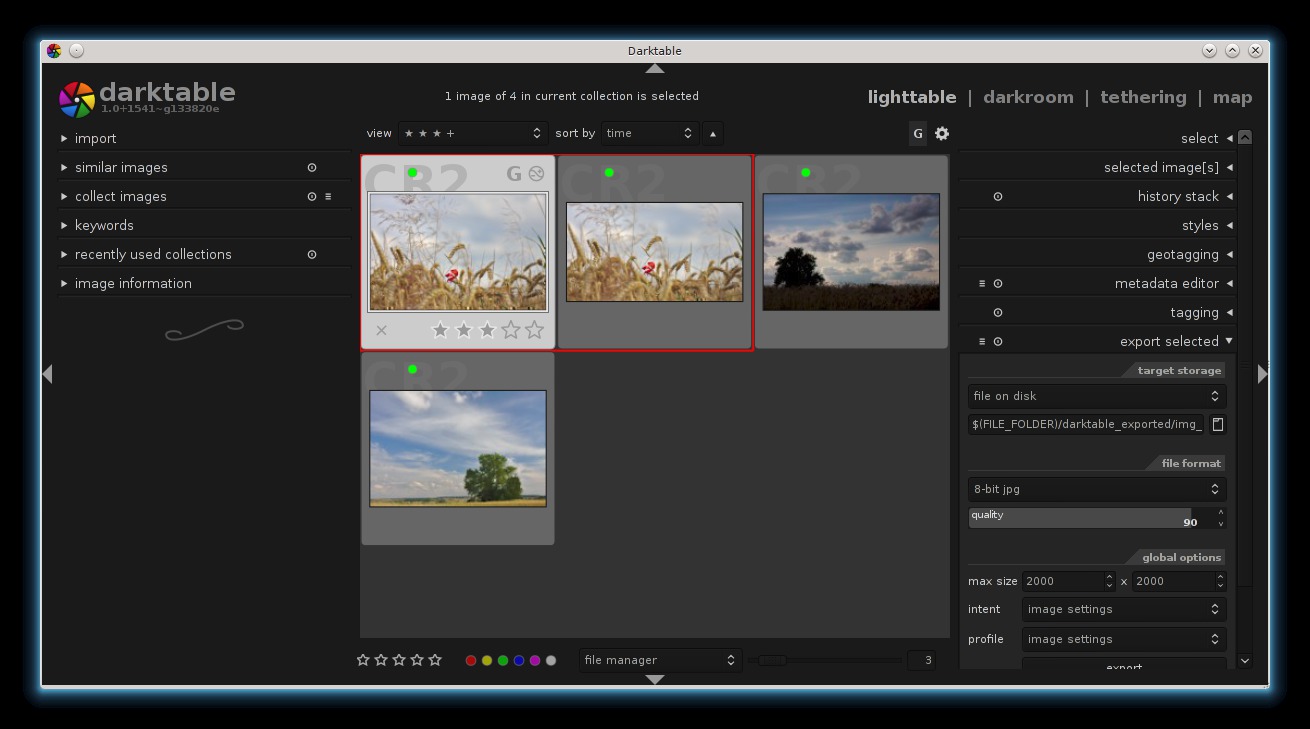 Darktable
darktable
1.0+1541~g133820e
1 image of 4 in current collection is selected
lighttable | darkroom | tethering | map
import
similar images
collect images
keywords
recently used collections
image information
view ★ ★ ★ + sort by time
G
CR2 G
CR2
CR2
CR2
file manager
3
select
selected image[s]
history stack
styles
geotagging
metadata editor
tagging
export selected
target storage
file on disk
$(FILE_FOLDER)/darktable_exported/img_
file format
8-bit jpg
quality
90
global options
max size 2000 x 2000
intent image settings
profile image settings
export